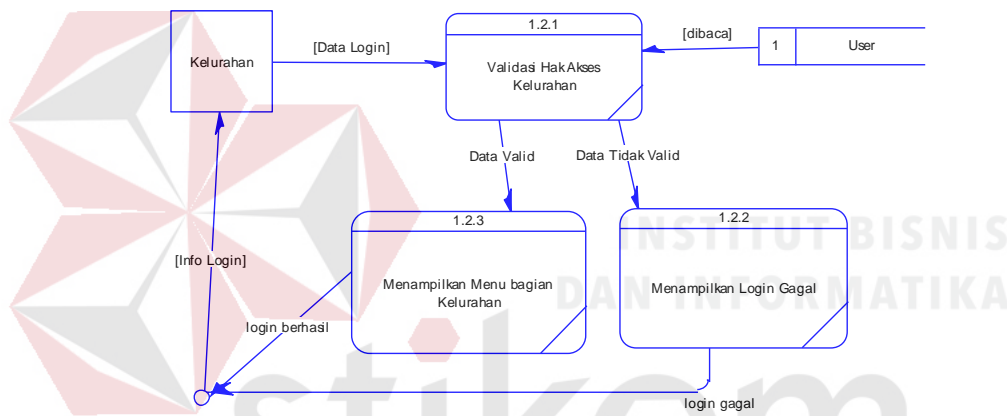 1.2.1
[dibaca]
1 User
[Data Login]
Kelurahan
Validasi Hak Akses
Kelurahan
Data Valid
Data Tidak Valid
1.2.3
1.2.2
INSTITUT BISNIS
DAN INFORMATIKA
[Info Login]
Menampilkan Menu bagian
Kelurahan
Menampilkan Login Gagal
login berhasil
stikom
login gagal